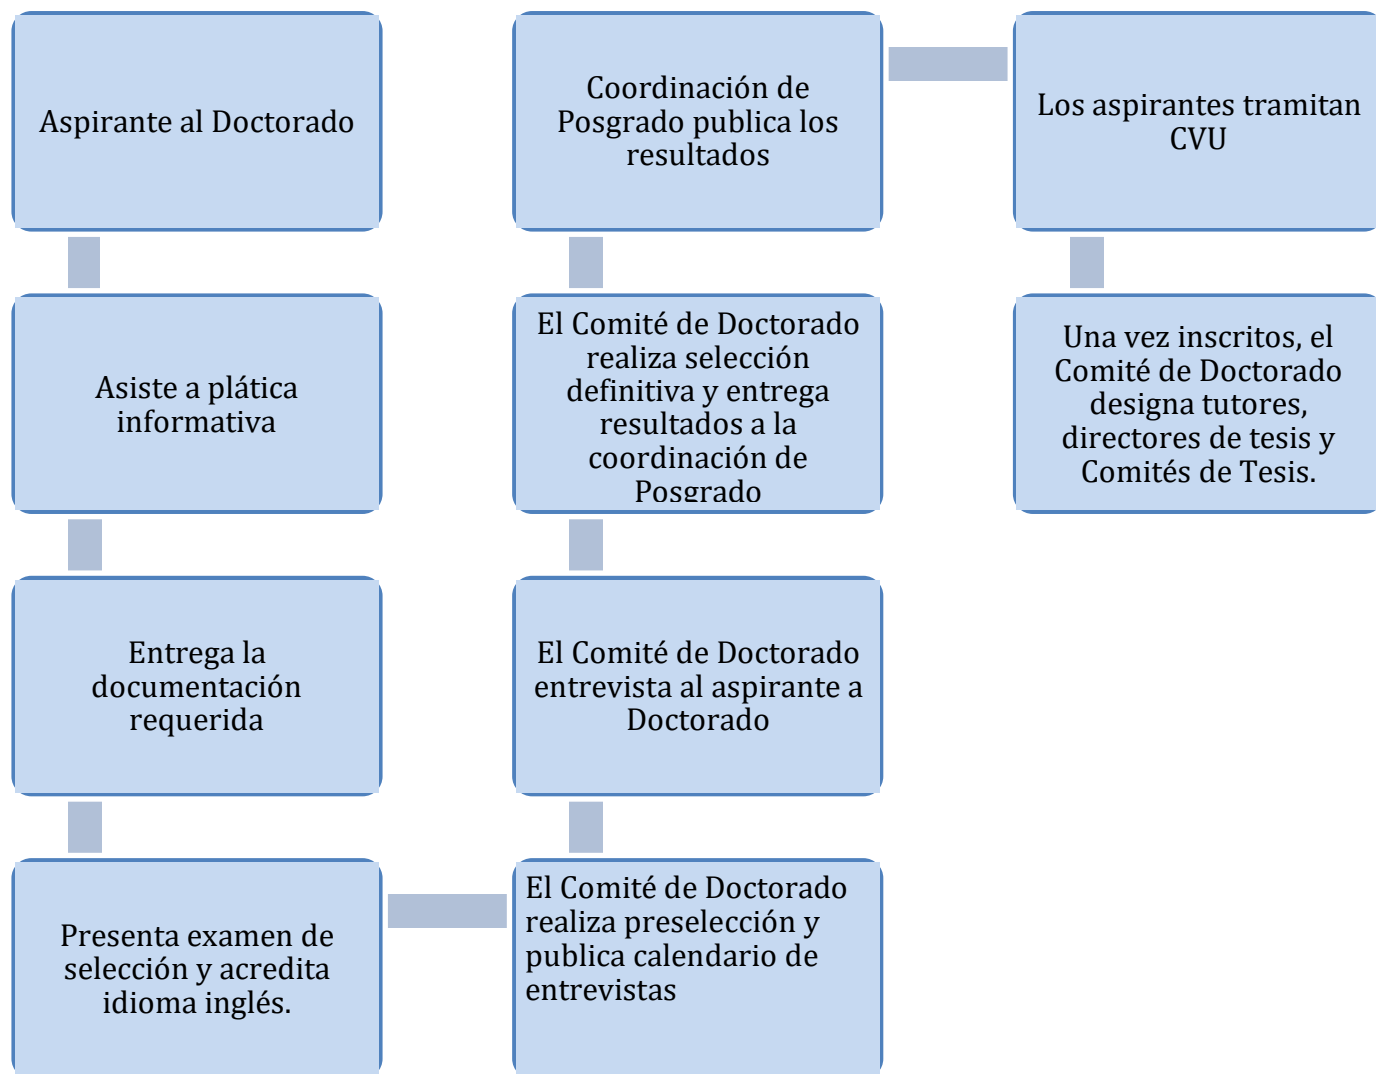 Aspirante al Doctorado
Asiste a plática
informativa
Entrega la
documentación
requerida
Presenta examen de
selección y acredita
idioma inglés.
El Comité de Doctorado
realiza preselección y
publica calendario de
entrevistas
El Comité de Doctorado
entrevista al aspirante a
Doctorado
El Comité de Doctorado
realiza selección
definitiva y entrega
resultados a la
coordinación de
Posgrado
Coordinación de
Posgrado publica los
resultados
Los aspirantes tramitan
CVU
Una vez inscritos, el
Comité de Doctorado
designa tutores,
directores de tesis y
Comités de Tesis.